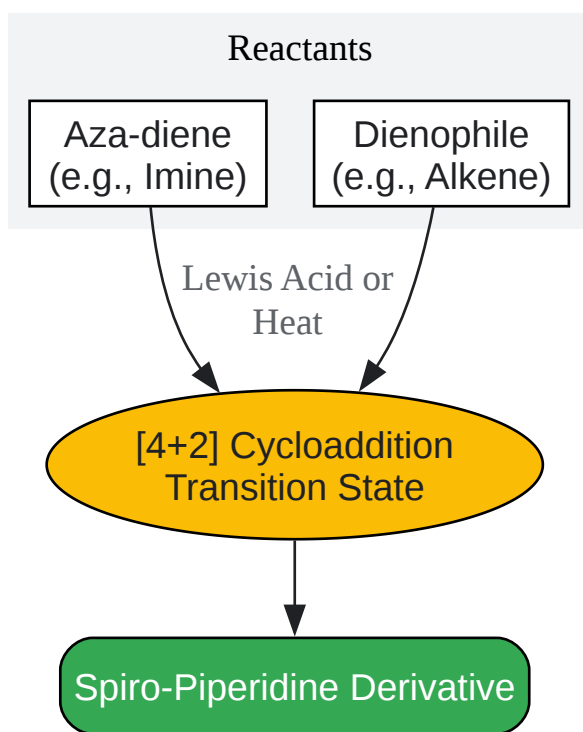 Reactants
Aza-diene
(e.g., Imine)
Dienophile
(e.g., Alkene)
Lewis Acid or
Heat
[4+2] Cycloaddition
Transition State
Spiro-Piperidine Derivative